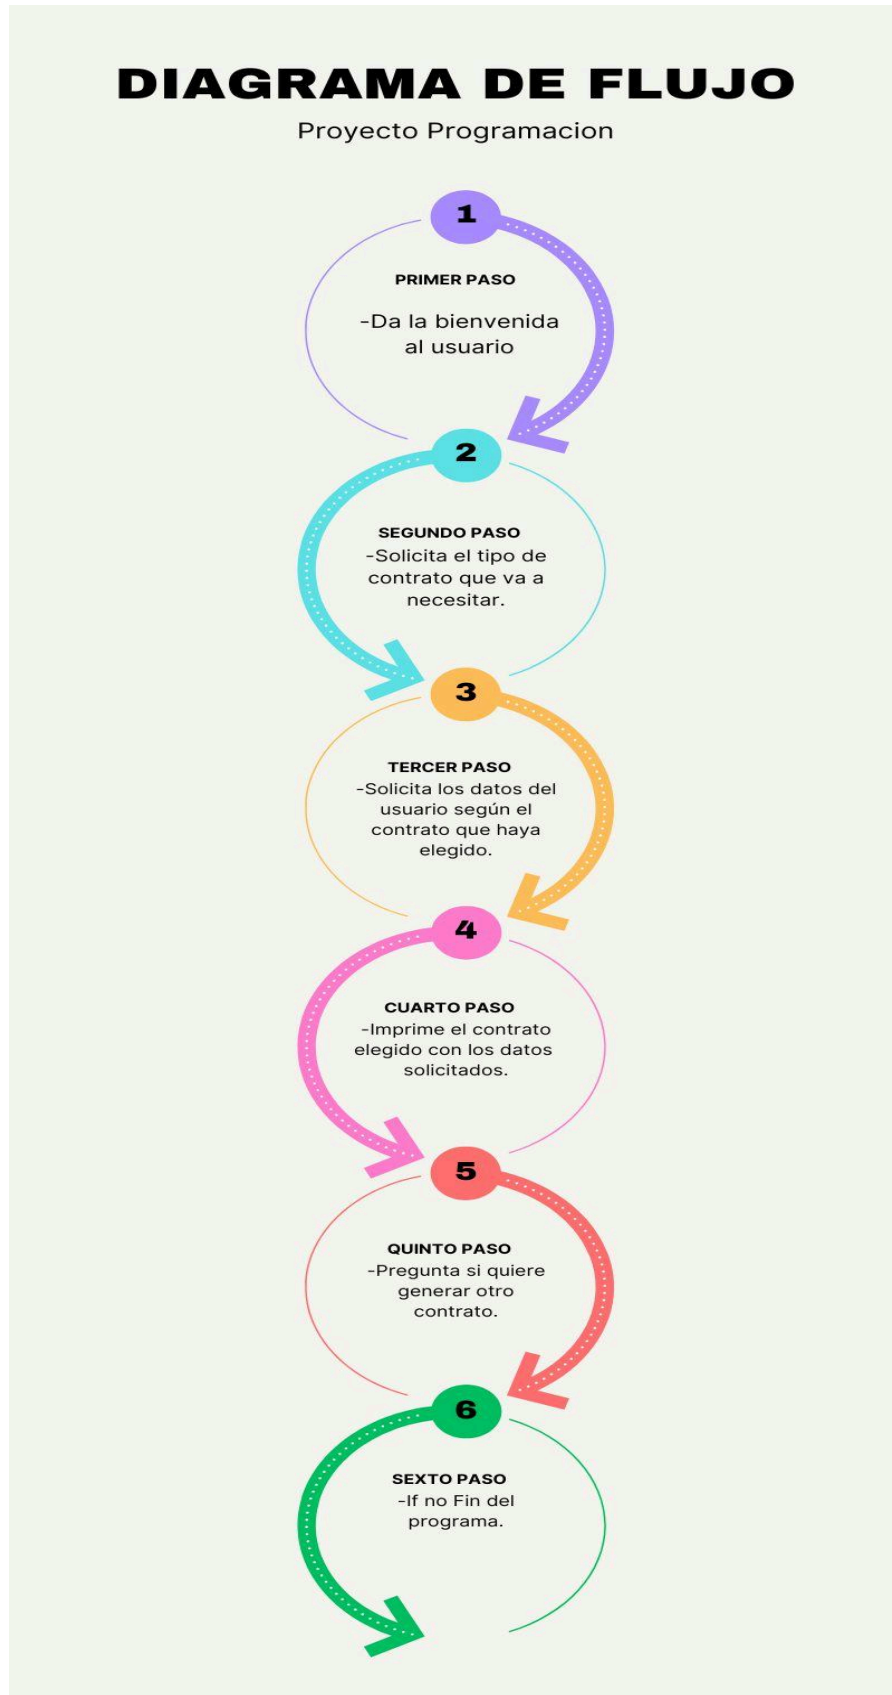 DIAGRAMA DE FLUJO
Proyecto Programacion
1
PRIMER PASO
-Da la bienvenida
al usuario
2
SEGUNDO PASO
-Solicita el tipo de
contrato que va a
necesitar.
3
TERCER PASO
-Solicita los datos del
usuario según el
contrato que haya
elegido.
4
CUARTO PASO
-Imprime el contrato
elegido con los datos
solicitados.
5
QUINTO PASO
-Pregunta si quiere
generar otro
contrato.
6
SEXTO PASO
-If no Fin del
programa.